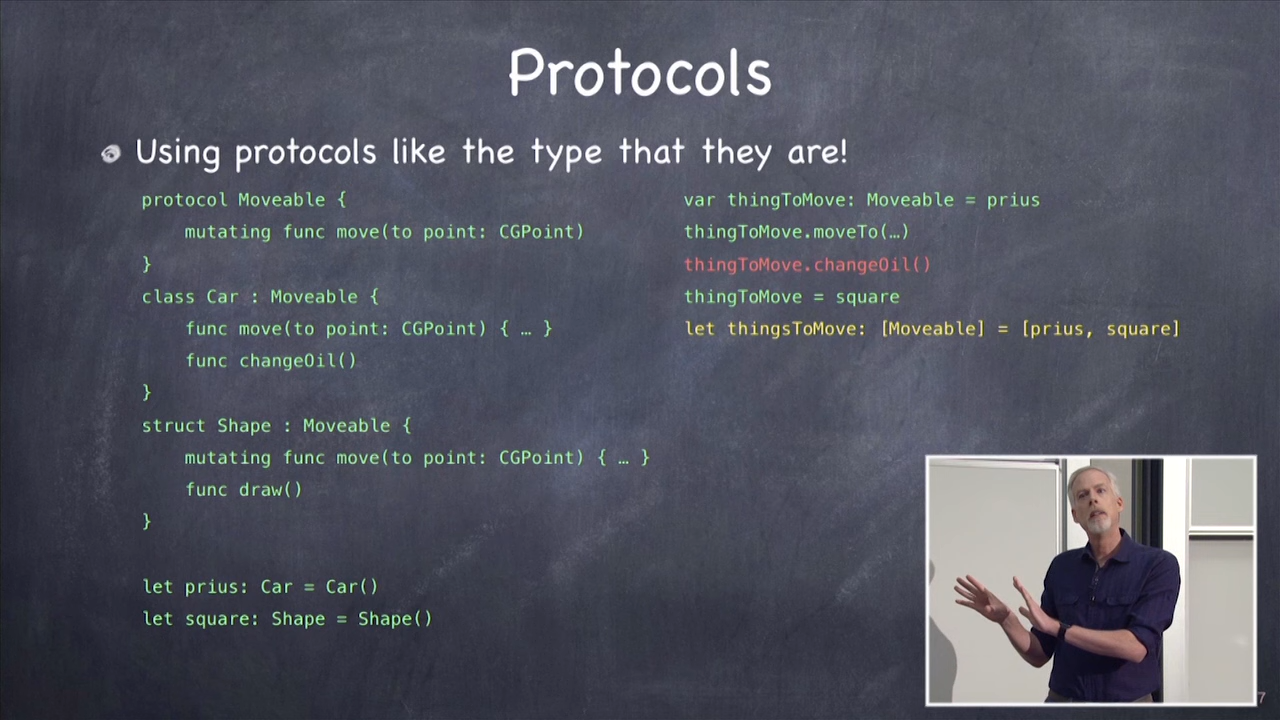 Protocols
Using protocols like the type that they are!
protocol Moveable {
    mutating func move(to point: CGPoint)
}
class Car : Moveable {
    func move(to point: CGPoint) { … }
    func changeOil()
}
struct Shape : Moveable {
    mutating func move(to point: CGPoint) { … }
    func draw()
}
let prius: Car = Car()
let square: Shape = Shape()
var thingToMove: Moveable = prius
thingToMove.moveTo(…)
thingToMove.changeOil()
thingToMove = square
let thingsToMove: [Moveable] = [prius, square]
7